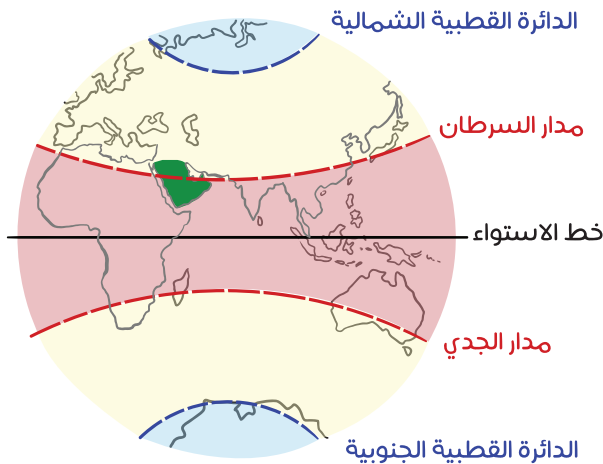 الدائرة القطبية الشمالية
مدار السرطان
خط الاستواء
مدار الجدي
الدائرة القطبية الجنوبية